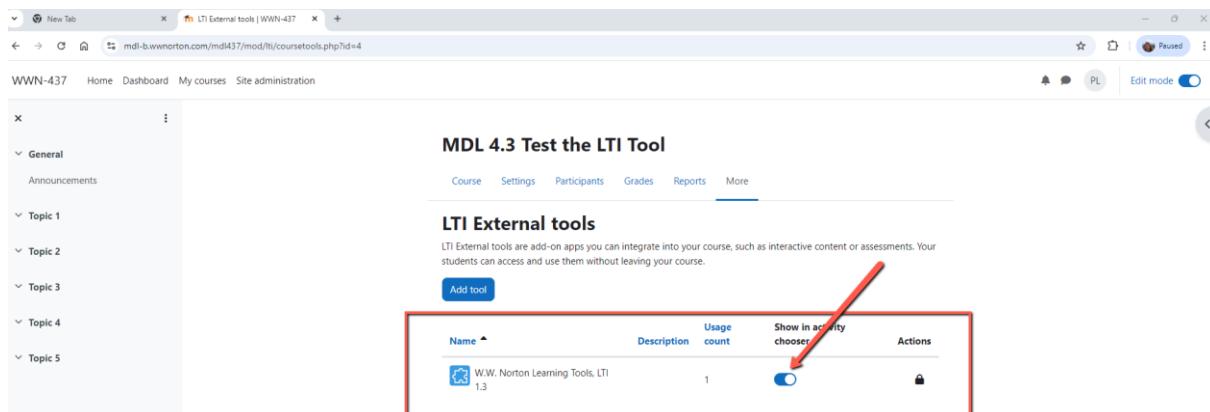 New Tab
LTI External tools | WWN-437
mdl-b.wwnorton.com/mdl437/mod/lti/coursetools.php?id=4
Paused
WWN-437 Home Dashboard My courses Site administration
PL Edit mode
General
Announcements
Topic 1
Topic 2
Topic 3
Topic 4
Topic 5
MDL 4.3 Test the LTI Tool
Course Settings Participants Grades Reports More
LTI External tools
LTI External tools are add-on apps you can integrate into your course, such as interactive content or assessments. Your
students can access and use them without leaving your course.
Add tool
Name Description Usage count Show in activity chooser Actions
W.W. Norton Learning Tools, LTI
1.3
1